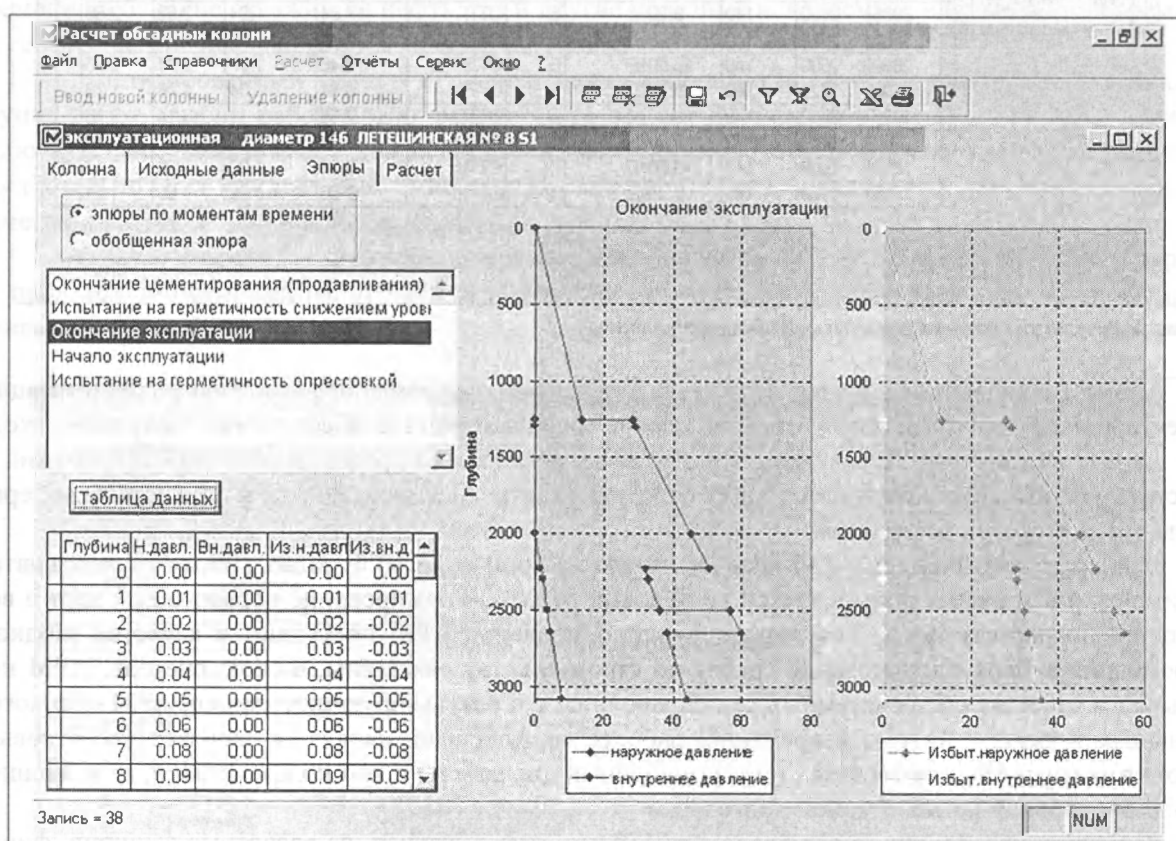 Расчет обсадных колонн
Файл Правка Справочники Расчет Отчёты Сервис Окно ?
Ввод новой колонны Удаление колонны
эксплуатационная диаметр 146 ЛЕТЕШИНСКАЯ № 8 S1
Колонна Исходные данные Эпюры Расчет
эпюры по моментам времени
обобщенная эпюра
Окончание цементирования (продавливания)
Испытание на герметичность снижением уров
Окончание эксплуатации
Начало эксплуатации
Испытание на герметичность опрессовкой
Таблица данных
Глубина Н.давл. Вн.давл. Из.н.давл Из.вн.д
0 0.00 0.00 0.00 0.00
1 0.01 0.00 0.01 -0.01
2 0.02 0.00 0.02 -0.02
3 0.03 0.00 0.03 -0.03
4 0.04 0.00 0.04 -0.04
5 0.05 0.00 0.05 -0.05
6 0.06 0.00 0.06 -0.06
7 0.08 0.00 0.08 -0.08
8 0.09 0.00 0.09 -0.09
Окончание эксплуатации
Глубина
0
500
1000
1500
2000
2500
3000
0 20 40 60 80
наружное давление
внутреннее давление
0
500
1000
1500
2000
2500
3000
0 20 40 60
Избыт.наружное давление
Избыт.внутреннее давление
Запись = 38
NUM